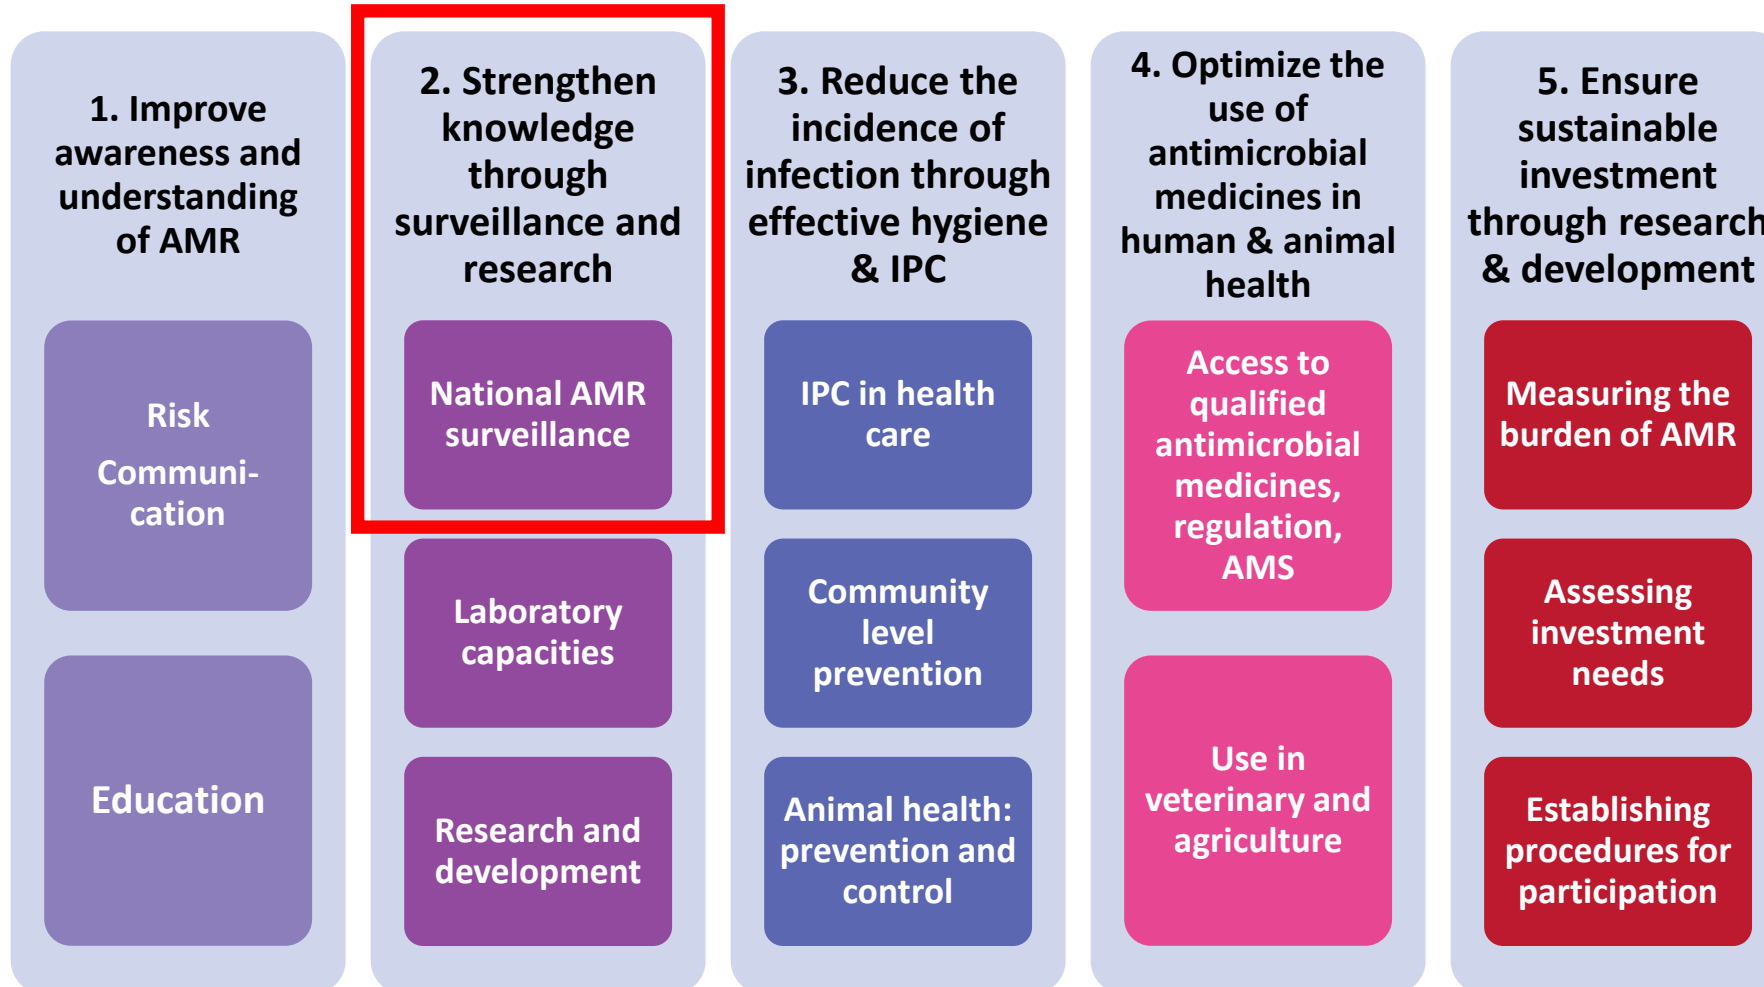 1. Improve
awareness and
understanding
of AMR
Risk
Communi-
cation
Education
2. Strengthen
knowledge
through
surveillance and
research
National AMR
surveillance
Laboratory
capacities
Research and
development
3. Reduce the
incidence of
infection through
effective hygiene
& IPC
IPC in health
care
Community
level
prevention
Animal health:
prevention and
control
4. Optimize the
use of
antimicrobial
medicines in
human & animal
health
Access to
qualified
antimicrobial
medicines,
regulation,
AMS
Use in
veterinary and
agriculture
5. Ensure
sustainable
investment
through research
& development
Measuring the
burden of AMR
Assessing
investment
needs
Establishing
procedures for
participation